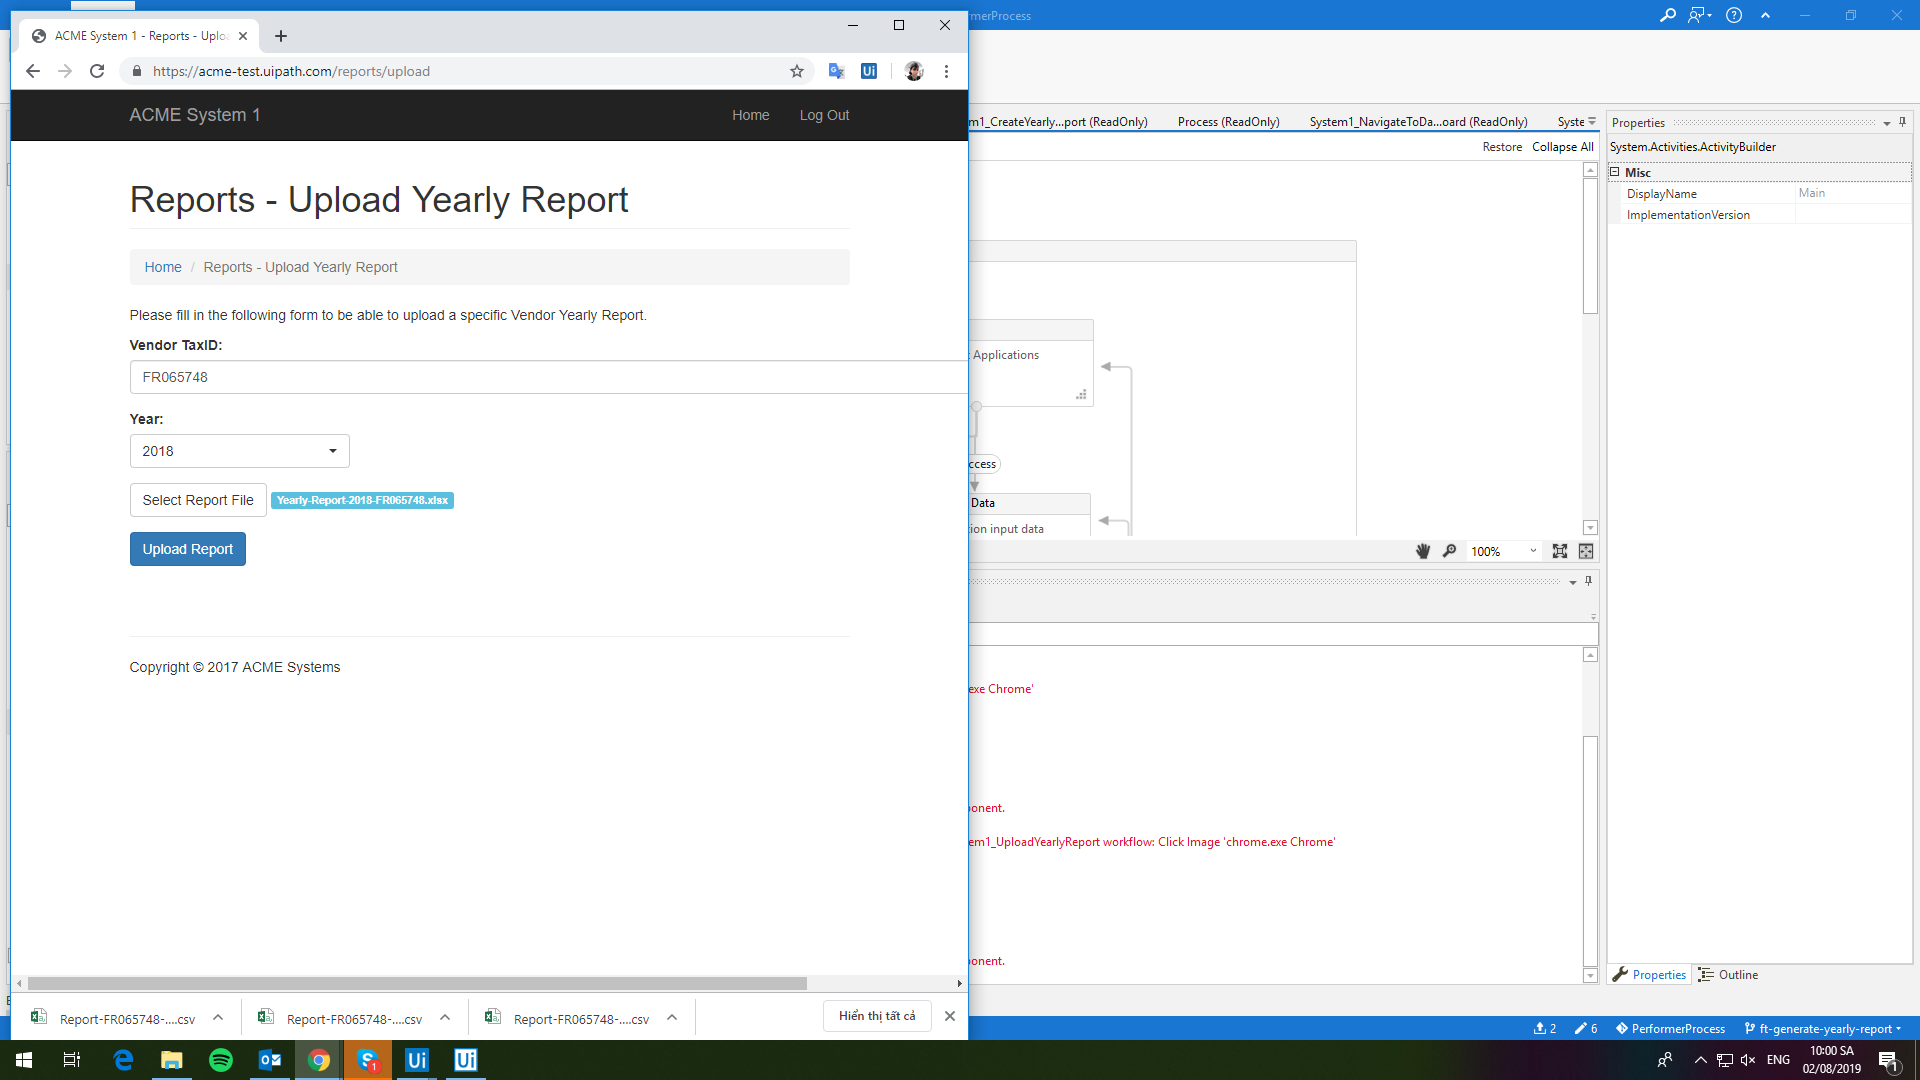 ACME System 1 - Reports - Uplo
https://acme-test.uipath.com/reports/upload
ACME System 1
Home
Log Out
Reports - Upload Yearly Report
Home / Reports - Upload Yearly Report
Please fill in the following form to be able to upload a specific Vendor Yearly Report.
Vendor TaxID:
FR065748
Year:
2018
Select Report File
Yearly-Report-2018-FR065748.xlsx
Upload Report
Copyright © 2017 ACME Systems
Report-FR065748-....csv
Report-FR065748-....csv
Report-FR065748-....csv
Hiển thị tất cả
merProcess
m1_CreateYearly...port (ReadOnly)
Process (ReadOnly)
System1_NavigateToDa...oard (ReadOnly)
Syste
Restore
Collapse All
Applications
ccess
Data
ion input data
100%
exe Chrome'
onent.
em1_UploadYearlyReport workflow: Click Image 'chrome.exe Chrome'
onent.
Properties
System.Activities.ActivityBuilder
Misc
DisplayName
Main
ImplementationVersion
Properties
Outline
2
6
PerformerProcess
ft-generate-yearly-report
Ui
1
Ui
Ui
ENG
10:00 SA
02/08/2019
1